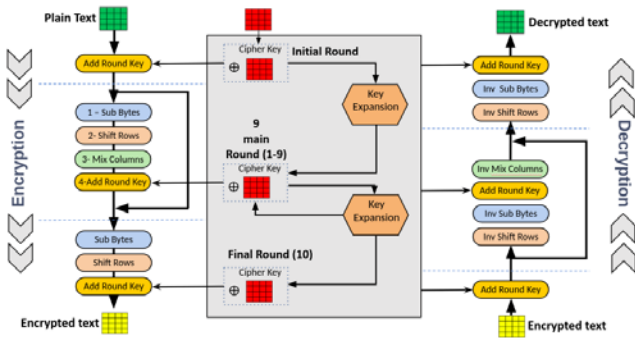 Plain Text
Add Round Key
1 – Sub Bytes
2- Shift Rows
3- Mix Columns
4-Add Round Key
Sub Bytes
Shift Rows
Add Round Key
Encrypted text
Encryption
Cipher Key
⊕
Initial Round
Key
Expansion
9
main
Round (1-9)
Cipher Key
⊕
Key
Expansion
Final Round (10)
Cipher Key
⊕
Decrypted text
Add Round Key
Inv Sub Bytes
Inv Shift Rows
Inv Mix Columns
Add Round Key
Inv Sub Bytes
Inv Shift Rows
Add Round Key
Encrypted text
Decryption